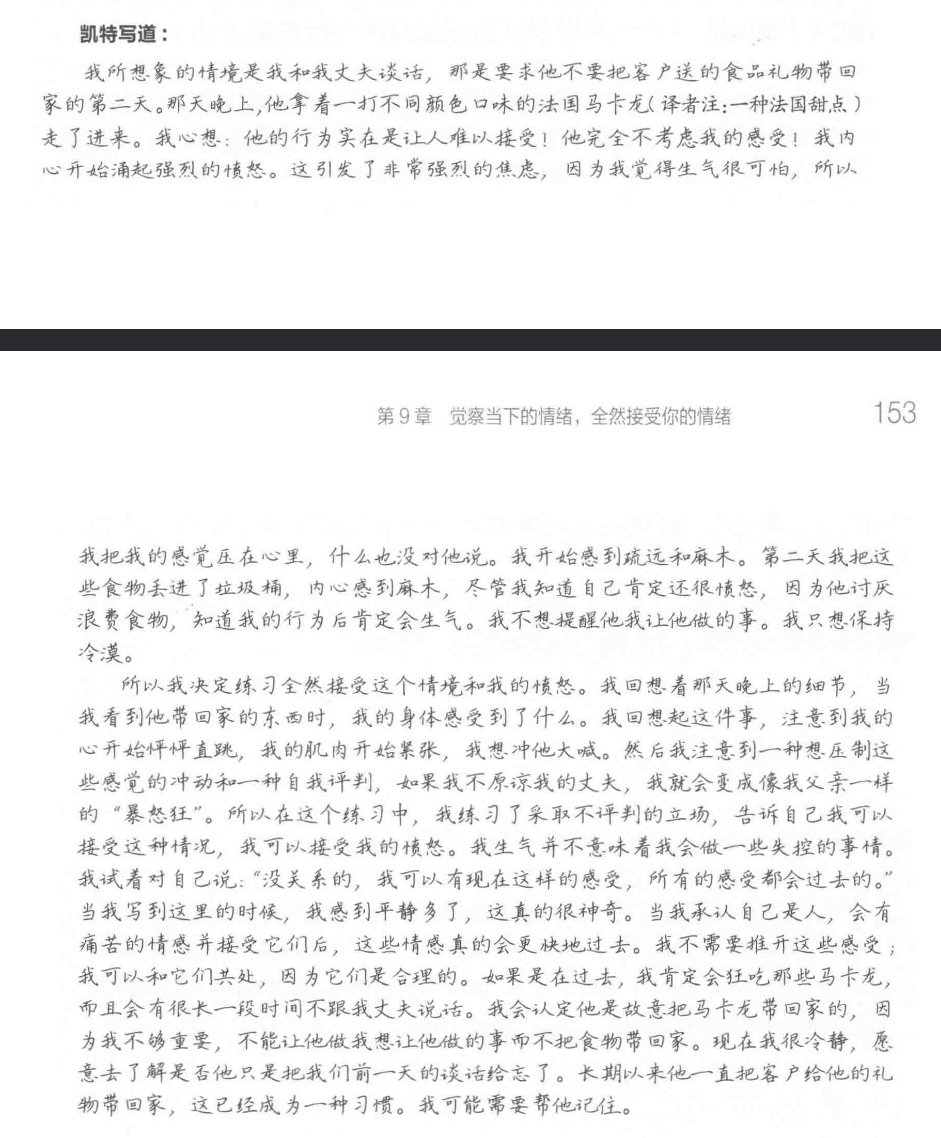 凯特写道：
我所想象的情境是我和我丈夫谈话，那是要求他不要把客户送的食品礼物带回
家的第二天。那天晚上，他拿着一打不同颜色口味的法国马卡龙（译者注：一种法国甜点）
走了进来。我心想：他的行为实在是让人难以接受！他完全不考虑我的感受！我内
心开始涌起强烈的愤怒。这引发了非常强烈的焦虑，因为我觉得生气很可怕，所以
第9章 觉察当下的情绪，全然接受你的情绪 153
我把我的感觉压在心里，什么也没对他说。我开始感到疏远和麻木。第二天我把这
些食物丢进了垃圾桶，内心感到麻木，尽管我知道自己肯定还很愤怒，因为他讨厌
浪费食物，知道我的行为后肯定会生气。我不想提醒他我让他做的事。我只想保持
冷漠。
所以我决定练习全然接受这个情境和我的愤怒。我回想着那天晚上的细节，当
我看到他带回家的东西时，我的身体感受到了什么。我回想起这件事，注意到我的
心开始怦怦直跳，我的肌肉开始紧张，我想冲他大喊。然后我注意到一种想压制这
些感觉的冲动和一种自我评判，如果我不原谅我的丈夫，我就会变成像我父亲一样
的“暴怒狂”。所以在这个练习中，我练习了采取不评判的立场，告诉自己我可以
接受这种情况，我可以接受我的愤怒。我生气并不意味着我会做一些失控的事情。
我试着对自己说：“没关系的，我可以有现在这样的感受，所有的感受都会过去的。”
当我写到这里的时候，我感到平静多了，这真的很神奇。当我承认自己是人，会有
痛苦的情感并接受它们后，这些情感真的会更快地过去。我不需要推开这些感受；
我可以和它们共处，因为它们是合理的。如果是在过去，我肯定会狂吃那些马卡龙，
而且会有很长一段时间不跟我丈夫说话。我会认定他是故意把马卡龙带回家的，因
为我不够重要，不能让他做我想让他做的事而不把食物带回家。现在我很冷静，愿
意去了解是否他只是把我们前一天的谈话给忘了。长期以来他一直把客户给他的礼
物带回家，这已经成为一种习惯。我可能需要帮他记住。